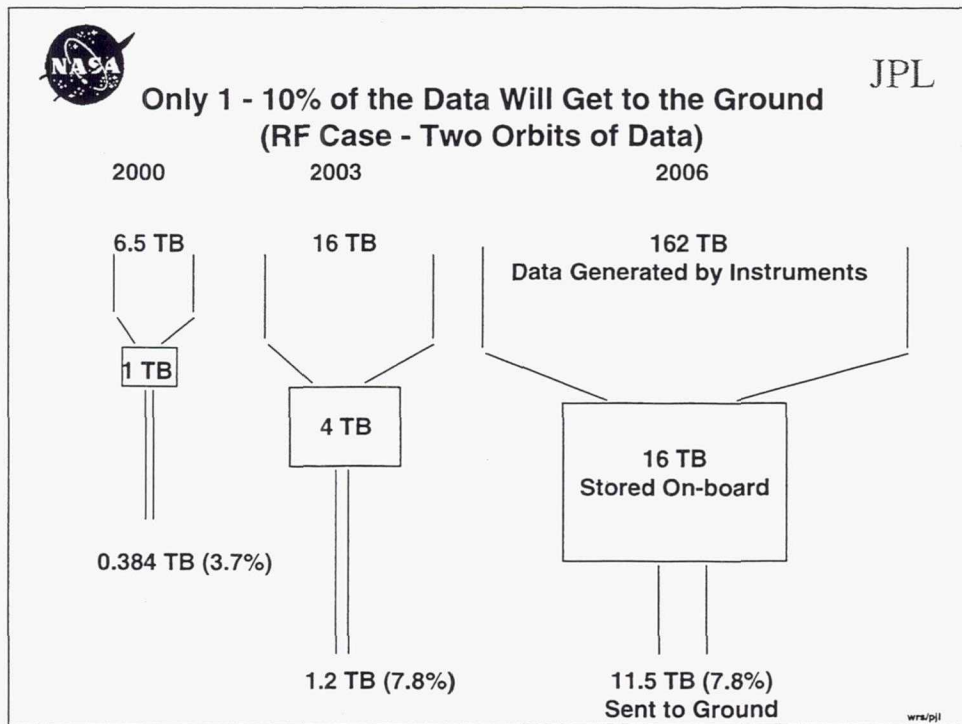 NASA
JPL
Only 1 - 10% of the Data Will Get to the Ground
(RF Case - Two Orbits of Data)
2000 2003 2006
6.5 TB 16 TB 162 TB
Data Generated by Instruments
1 TB
4 TB
16 TB
Stored On-board
0.384 TB (3.7%)
1.2 TB (7.8%)
11.5 TB (7.8%)
Sent to Ground
wrs/pjl